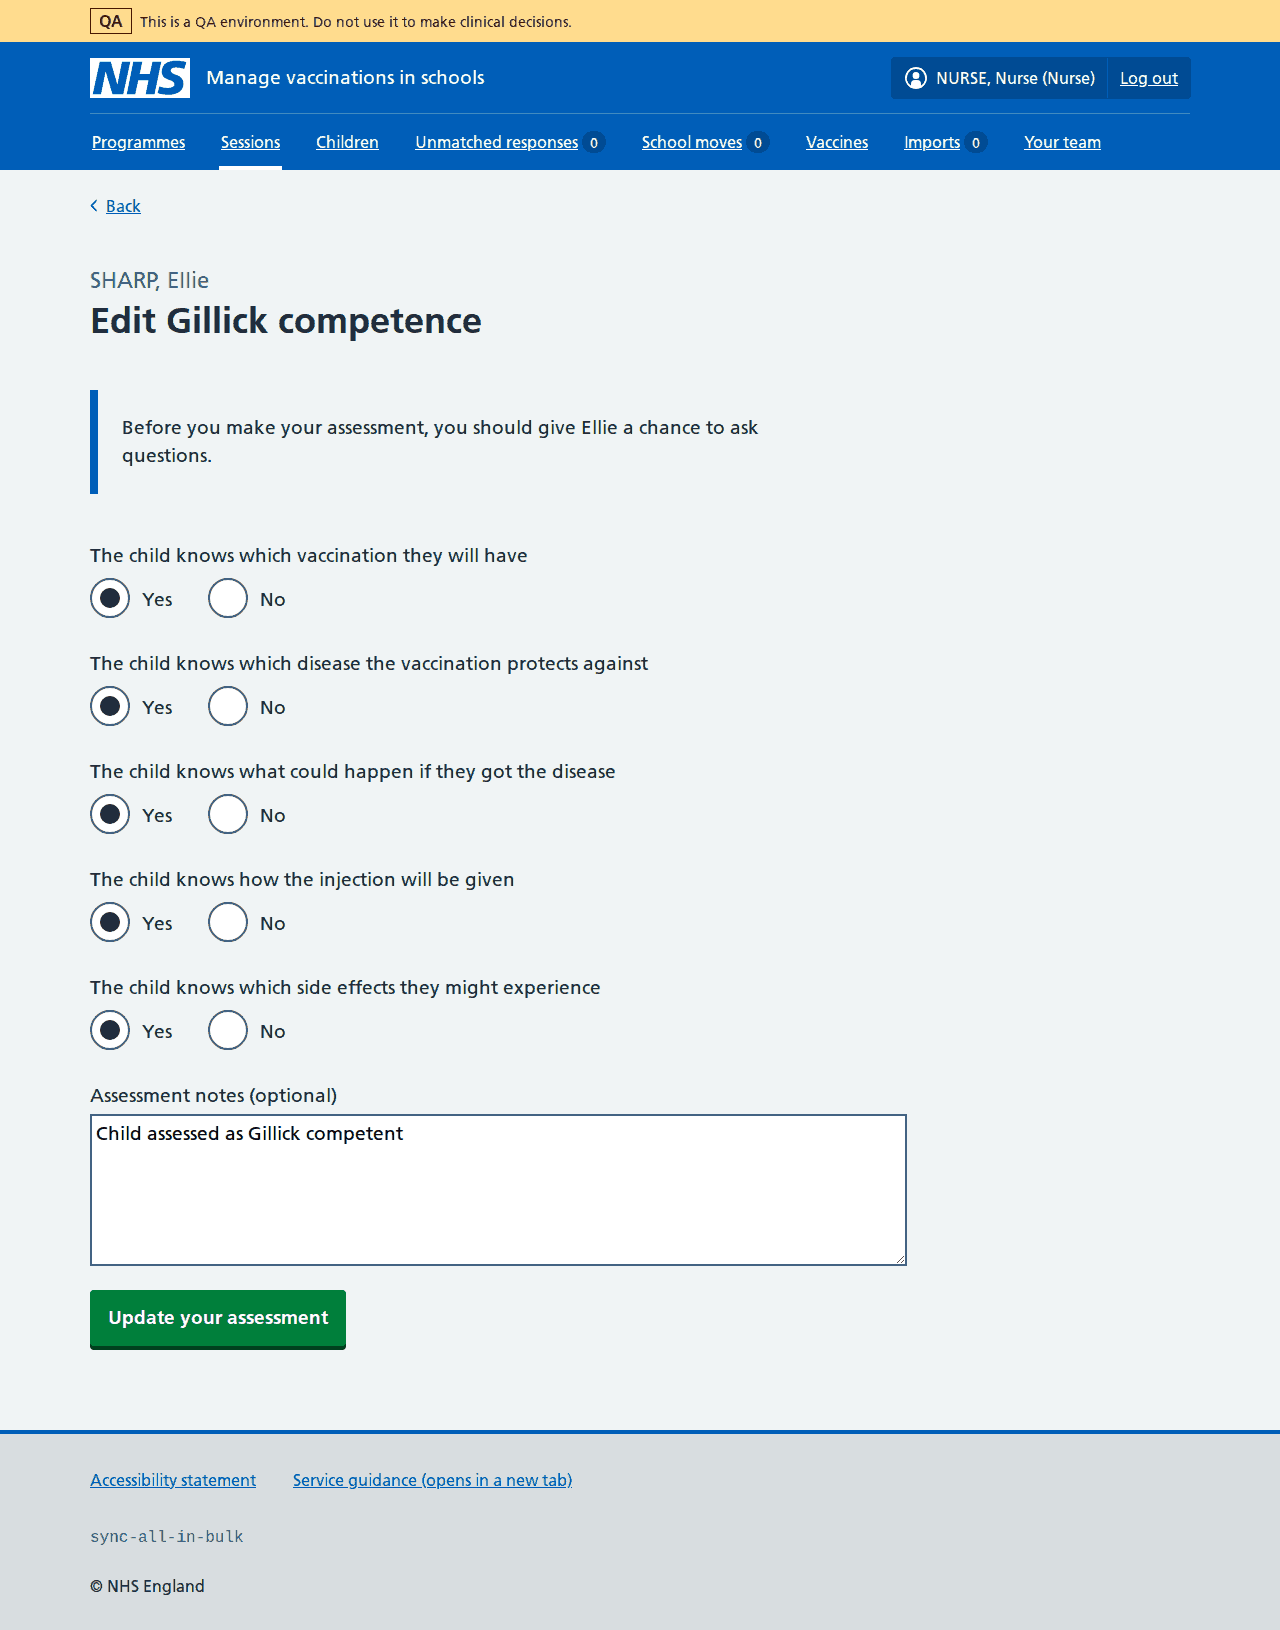 QA This is a QA environment. Do not use it to make clinical decisions.
NHS Manage vaccinations in schools NURSE, Nurse (Nurse) Log out
Programmes Sessions Children Unmatched responses 0 School moves 0 Vaccines Imports 0 Your team
Back
SHARP, Ellie
Edit Gillick competence
Before you make your assessment, you should give Ellie a chance to ask
questions.
The child knows which vaccination they will have
Yes No
The child knows which disease the vaccination protects against
Yes No
The child knows what could happen if they got the disease
Yes No
The child knows how the injection will be given
Yes No
The child knows which side effects they might experience
Yes No
Assessment notes (optional)
Child assessed as Gillick competent
Update your assessment
Accessibility statement Service guidance (opens in a new tab)
sync-all-in-bulk
© NHS England